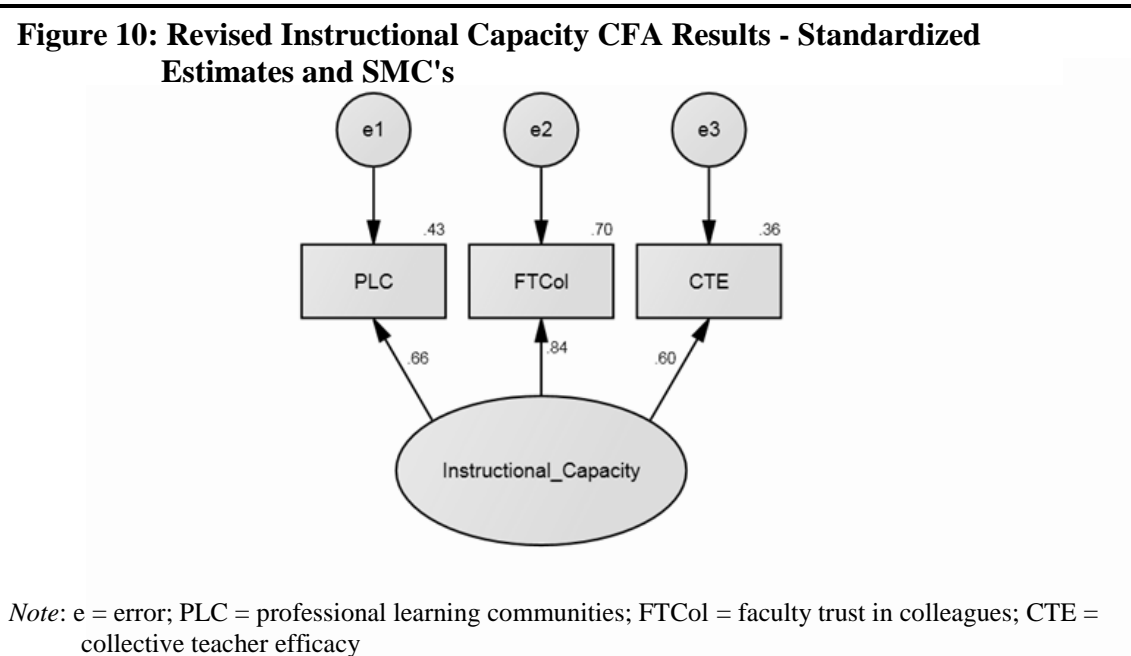 Figure 10: Revised Instructional Capacity CFA Results - Standardized
Estimates and SMC's
e1 e2 e3
.43 .70 .36
PLC FTCol CTE
.66 .84 .60
Instructional_Capacity
Note: e = error; PLC = professional learning communities; FTCol = faculty trust in colleagues; CTE =
collective teacher efficacy